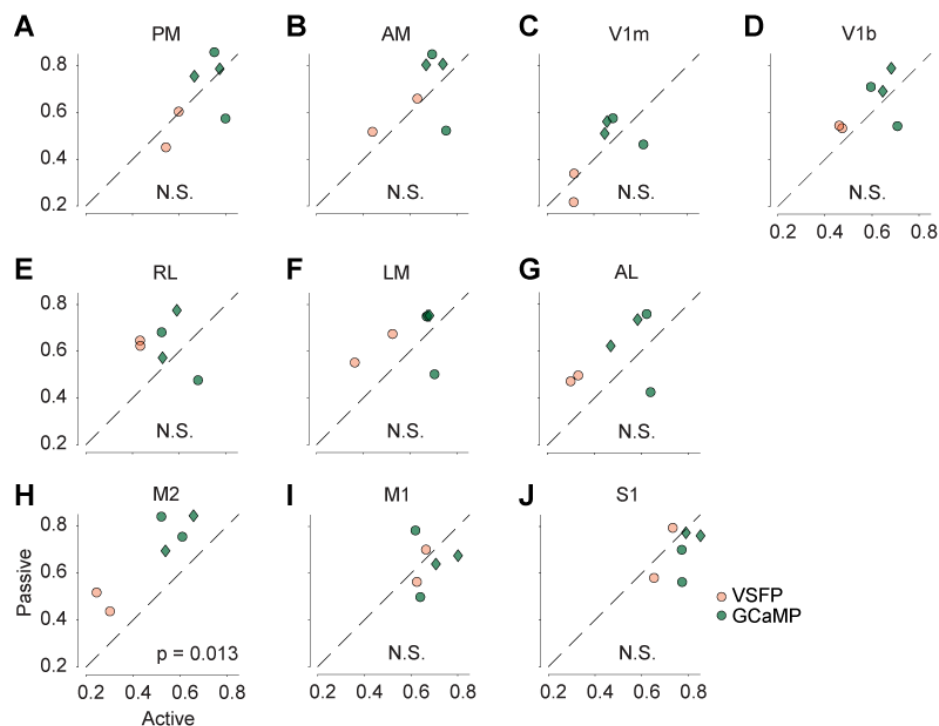 A
PM
0.8
0.6
0.4
0.2
N.S.
B
AM
N.S.
C
V1m
N.S.
D
V1b
N.S.
0.2 0.4 0.6 0.8
E
RL
0.8
0.6
0.4
0.2
N.S.
F
LM
N.S.
G
AL
N.S.
H
M2
0.8
0.6
0.4
0.2
Passive
p = 0.013
0.2 0.4 0.6 0.8
Active
I
M1
N.S.
0.2 0.4 0.6 0.8
J
S1
N.S.
0.2 0.4 0.6 0.8
VSFP
GCaMP